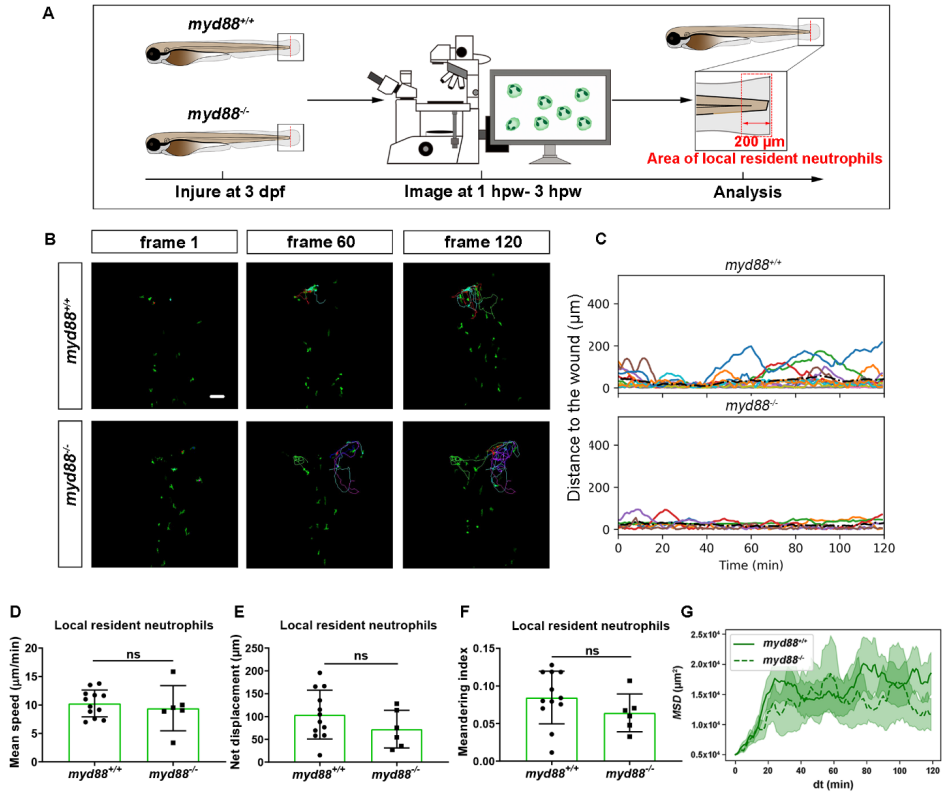 A
myd88+/+
myd88-/-
200 μm
Area of local resident neutrophils
Injure at 3 dpf
Image at 1 hpw- 3 hpw
Analysis
B
frame 1
frame 60
frame 120
myd88+/+
myd88-/-
C
myd88+/+
400
200
0
myd88-/-
400
200
0
Distance to the wound (μm)
0
20
40
60
80
100
120
Time (min)
D
Local resident neutrophils
ns
Mean speed (μm/min)
20
15
10
5
0
myd88+/+
myd88-/-
E
Local resident neutrophils
ns
Net displacement (μm)
250
200
150
100
50
0
myd88+/+
myd88-/-
F
Local resident neutrophils
ns
Meandering index
0.15
0.10
0.05
0.00
myd88+/+
myd88-/-
G
myd88+/+
myd88-/-
MSD (μm²)
2.5x10⁴
2.0x10⁴
1.5x10⁴
1.0x10⁴
5.0x10³
0
20
40
60
80
100
120
dt (min)